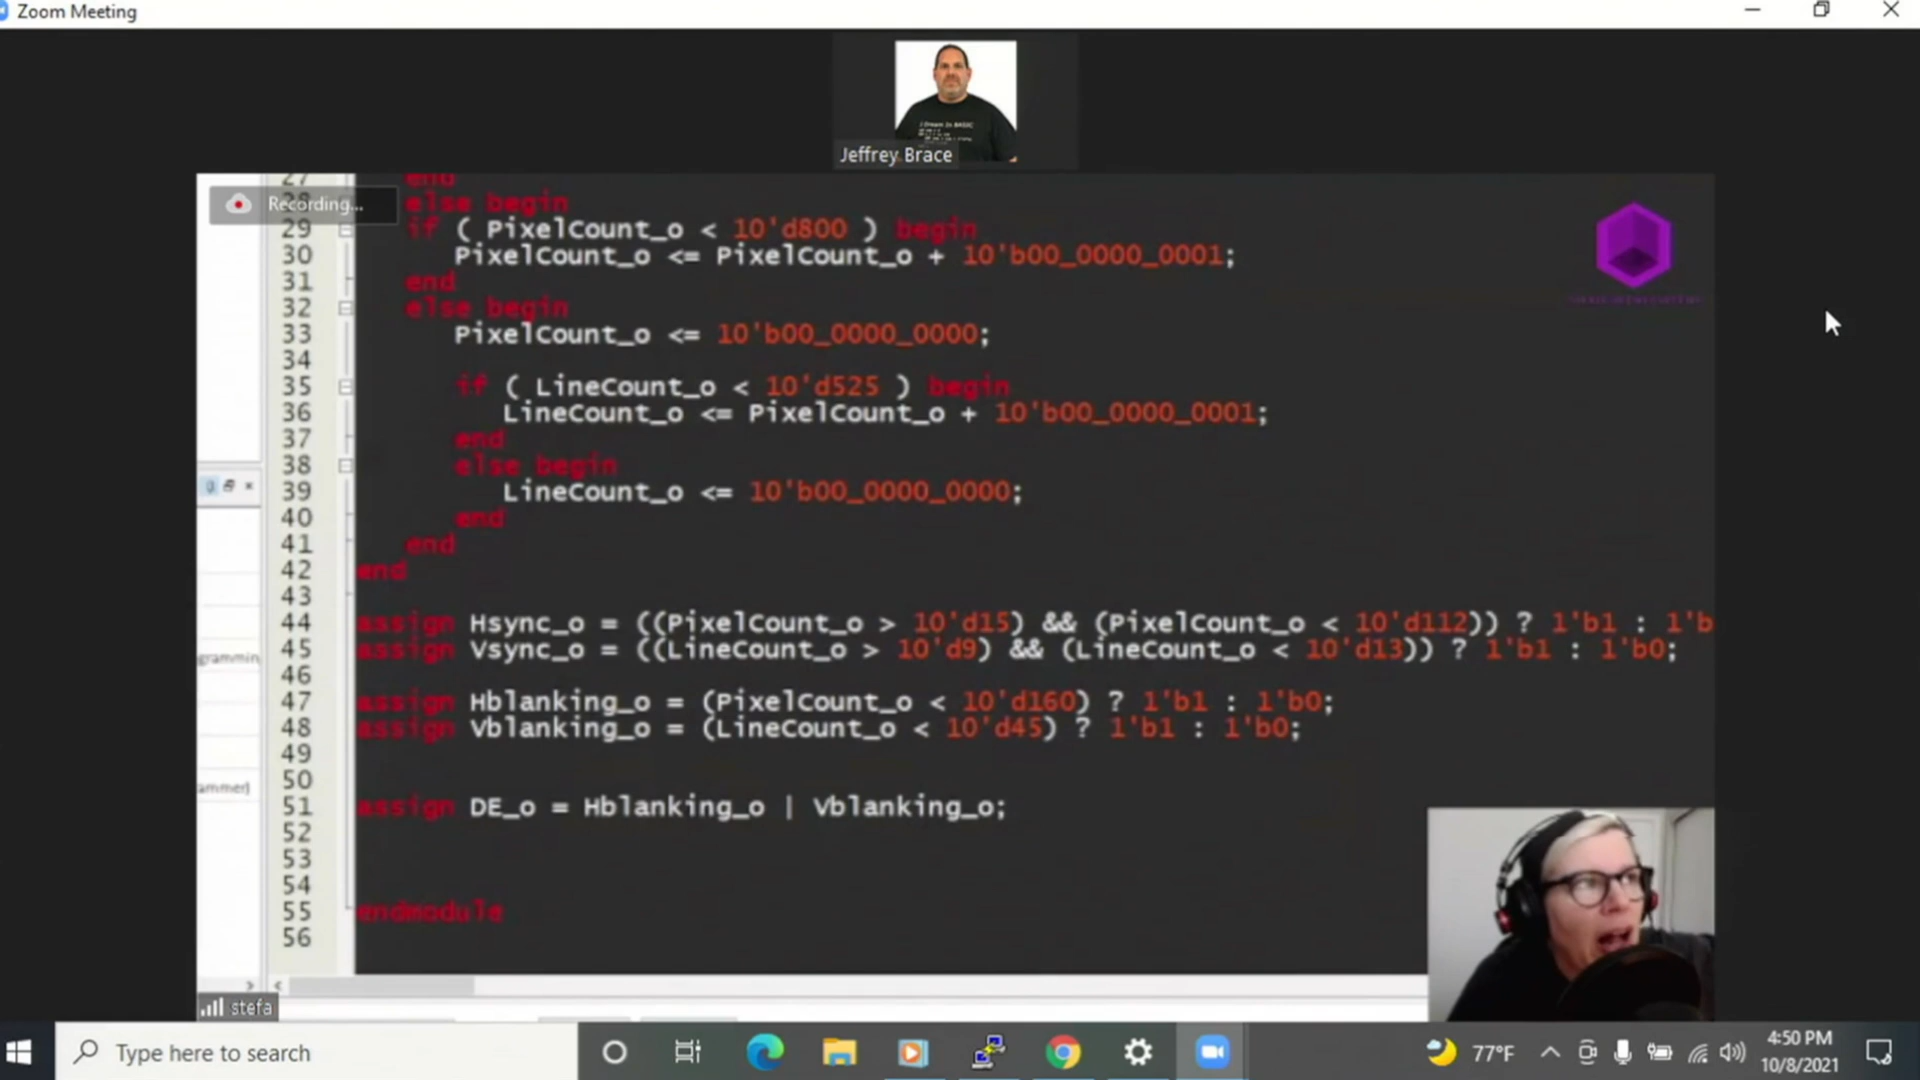 Zoom Meeting
Jeffrey Brace
Recording...
27 end
28 else begin
29 if ( PixelCount_o < 10'd800 ) begin
30 PixelCount_o <= PixelCount_o + 10'b00_0000_0001;
31 end
32 else begin
33 PixelCount_o <= 10'b00_0000_0000;
34
35 if ( LineCount_o < 10'd525 ) begin
36 LineCount_o <= PixelCount_o + 10'b00_0000_0001;
37 end
38 else begin
39 LineCount_o <= 10'b00_0000_0000;
40 end
41 end
42 end
43
44 assign Hsync_o = ((PixelCount_o > 10'd15) && (PixelCount_o < 10'd112)) ? 1'b1 : 1'b
45 assign Vsync_o = ((LineCount_o > 10'd9) && (LineCount_o < 10'd13)) ? 1'b1 : 1'b0;
46
47 assign Hblanking_o = (PixelCount_o < 10'd160) ? 1'b1 : 1'b0;
48 assign Vblanking_o = (LineCount_o < 10'd45) ? 1'b1 : 1'b0;
49
50
51 assign DE_o = Hblanking_o | Vblanking_o;
52
53
54
55 endmodule
56
grammin
ammer)
stefa
Type here to search
77°F
4:50 PM
10/8/2021